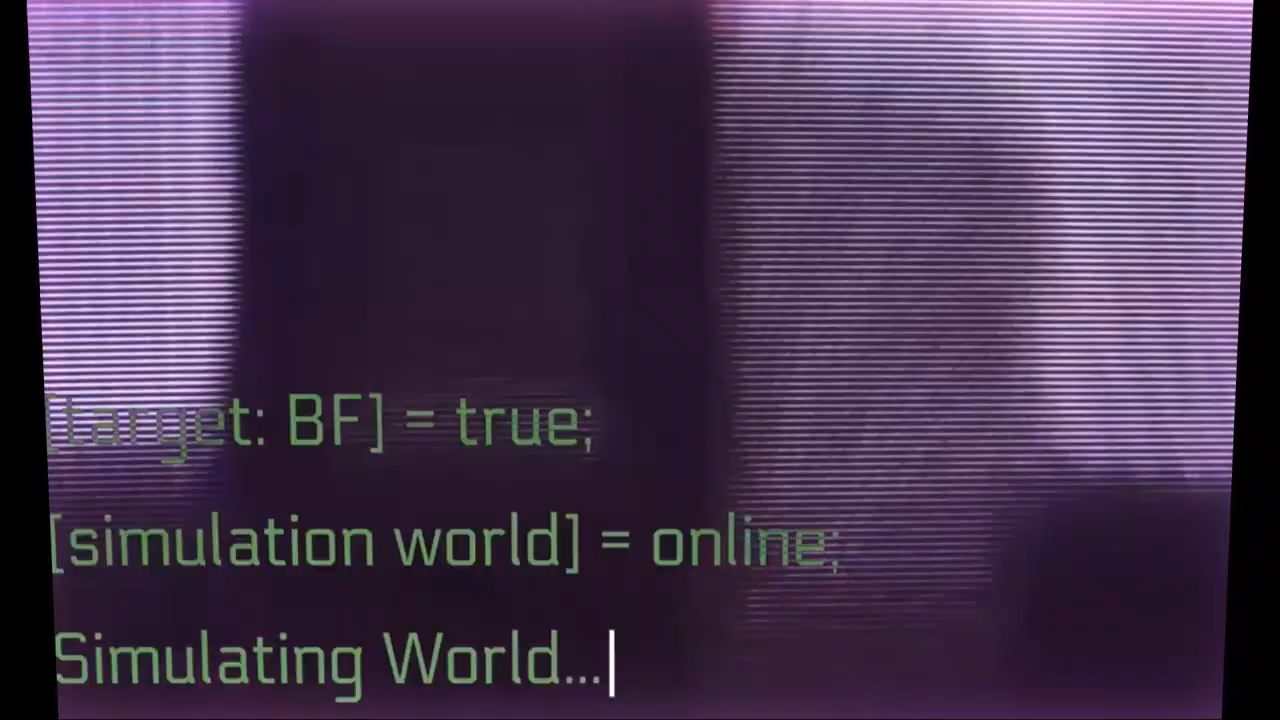 [target: BF] = true;
[simulation world] = online;
Simulating World...